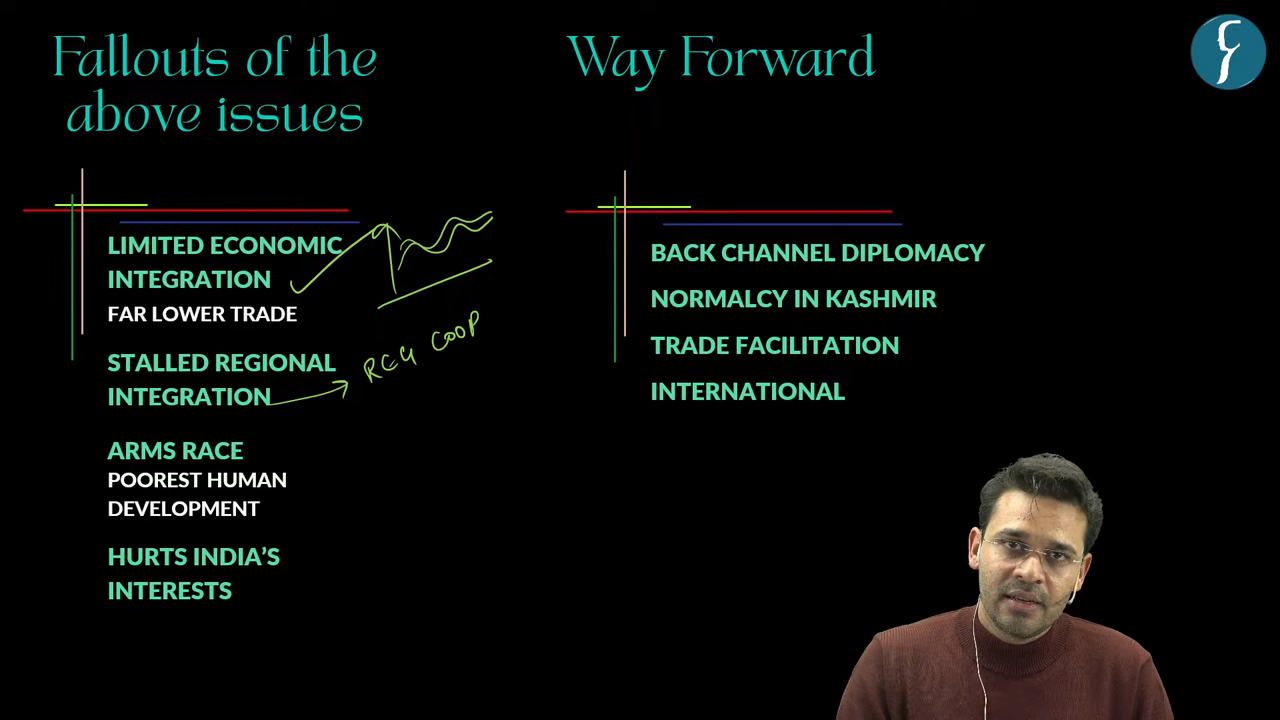 Fallouts of the
above issues
LIMITED ECONOMIC
INTEGRATION
FAR LOWER TRADE
STALLED REGIONAL
INTEGRATION
REG COOP
ARMS RACE
POOREST HUMAN
DEVELOPMENT
HURTS INDIA'S
INTERESTS
Way Forward
BACK CHANNEL DIPLOMACY
NORMALCY IN KASHMIR
TRADE FACILITATION
INTERNATIONAL